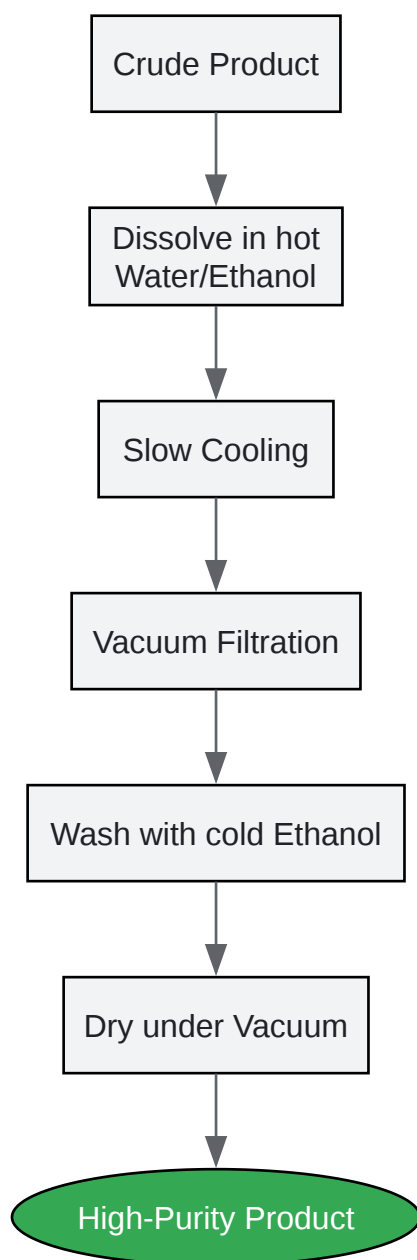 Crude Product
Dissolve in hot
Water/Ethanol
Slow Cooling
Vacuum Filtration
Wash with cold Ethanol
Dry under Vacuum
High-Purity Product